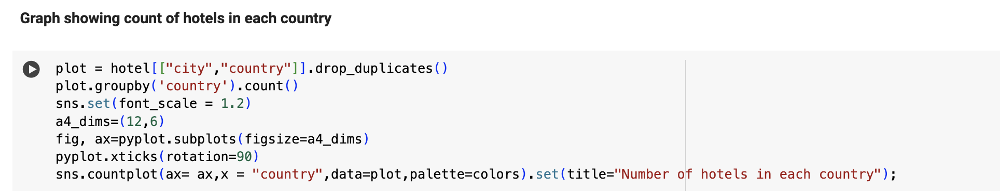 Graph showing count of hotels in each country
plot = hotel[["city","country"]].drop_duplicates()
plot.groupby('country').count()
sns.set(font_scale = 1.2)
a4_dims=(12,6)
fig, ax=pyplot.subplots(figsize=a4_dims)
pyplot.xticks(rotation=90)
sns.countplot(ax= ax,x = "country",data=plot,palette=colors).set(title="Number of hotels in each country");